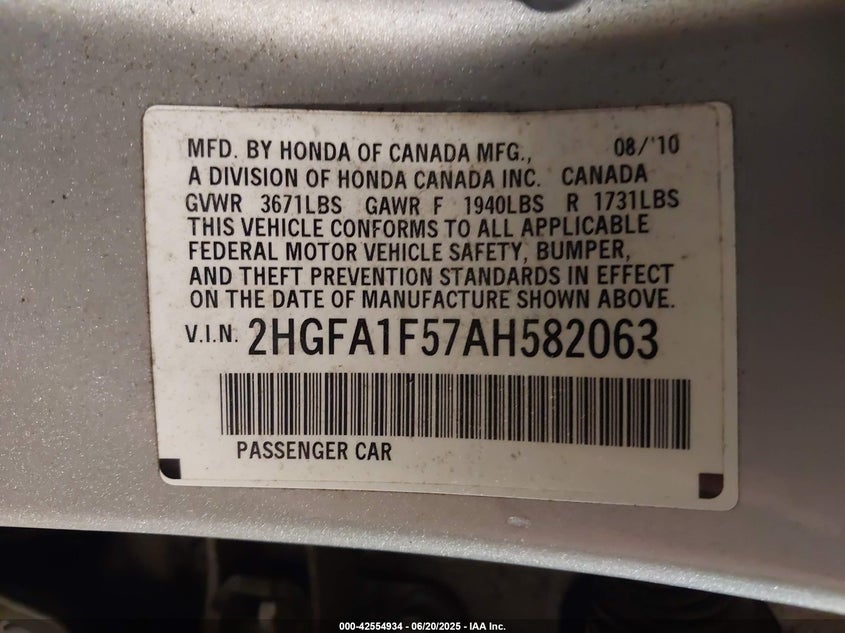 MFD. BY HONDA OF CANADA MFG., 08/'10
A DIVISION OF HONDA CANADA INC. CANADA
GVWR 3671LBS GAWR F 1940LBS R 1731LBS
THIS VEHICLE CONFORMS TO ALL APPLICABLE
FEDERAL MOTOR VEHICLE SAFETY, BUMPER,
AND THEFT PREVENTION STANDARDS IN EFFECT
ON THE DATE OF MANUFACTURE SHOWN ABOVE.
V.I.N. 2HGFA1F57AH582063
PASSENGER CAR
000-42554934 - 06/20/2025 - IAA Inc.